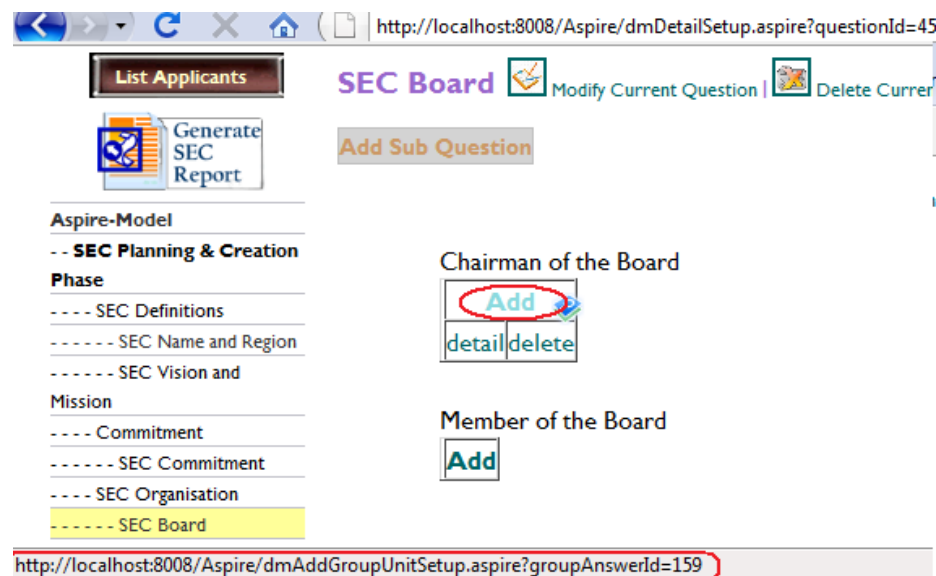 http://localhost:8008/Aspire/dmDetailSetup.aspire?questionId=45
List Applicants
SEC Board Modify Current Question | Delete Curren
Generate
SEC
Report
Add Sub Question
Aspire-Model
- - SEC Planning & Creation
Phase
- - - - SEC Definitions
- - - - - - SEC Name and Region
- - - - - - SEC Vision and
Mission
- - - - Commitment
- - - - - - SEC Commitment
- - - - SEC Organisation
- - - - - - SEC Board
Chairman of the Board
Add
detail delete
Member of the Board
Add
http://localhost:8008/Aspire/dmAddGroupUnitSetup.aspire?groupAnswerId=159